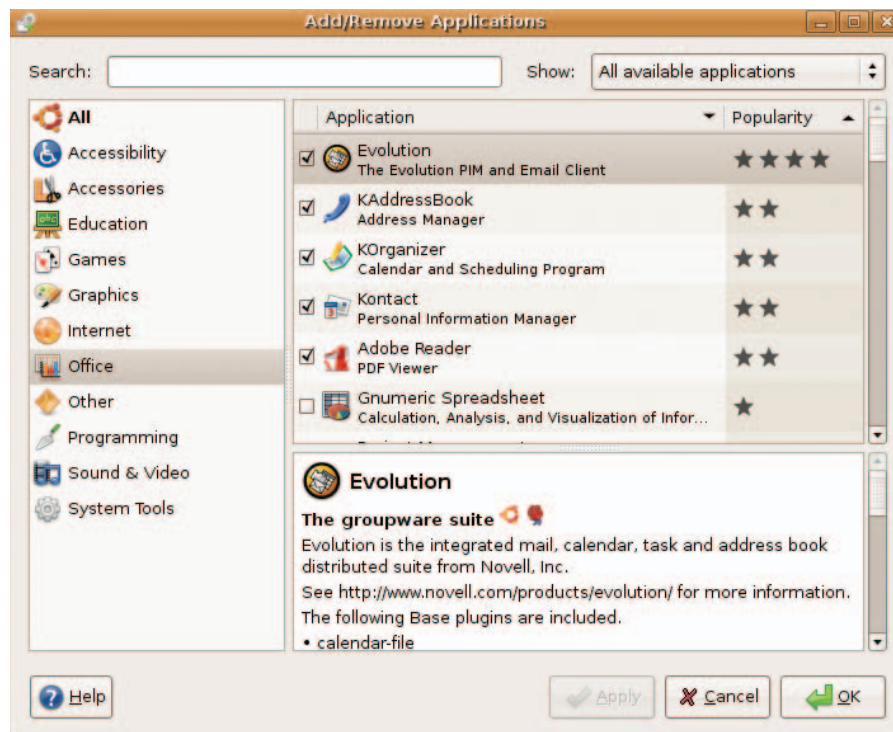 Add/Remove Applications
Search:
Show: All available applications
All
Accessibility
Accessories
Education
Games
Graphics
Internet
Office
Other
Programming
Sound & Video
System Tools
Application Popularity
Evolution
The Evolution PIM and Email Client
KAddressBook
Address Manager
KOrganizer
Calendar and Scheduling Program
Kontact
Personal Information Manager
Adobe Reader
PDF Viewer
Gnumeric Spreadsheet
Calculation, Analysis, and Visualization of Infor...
Evolution
The groupware suite
Evolution is the integrated mail, calendar, task and address book
distributed suite from Novell, Inc.
See http://www.novell.com/products/evolution/ for more information.
The following Base plugins are included.
• calendar-file
Help
Apply
Cancel
OK